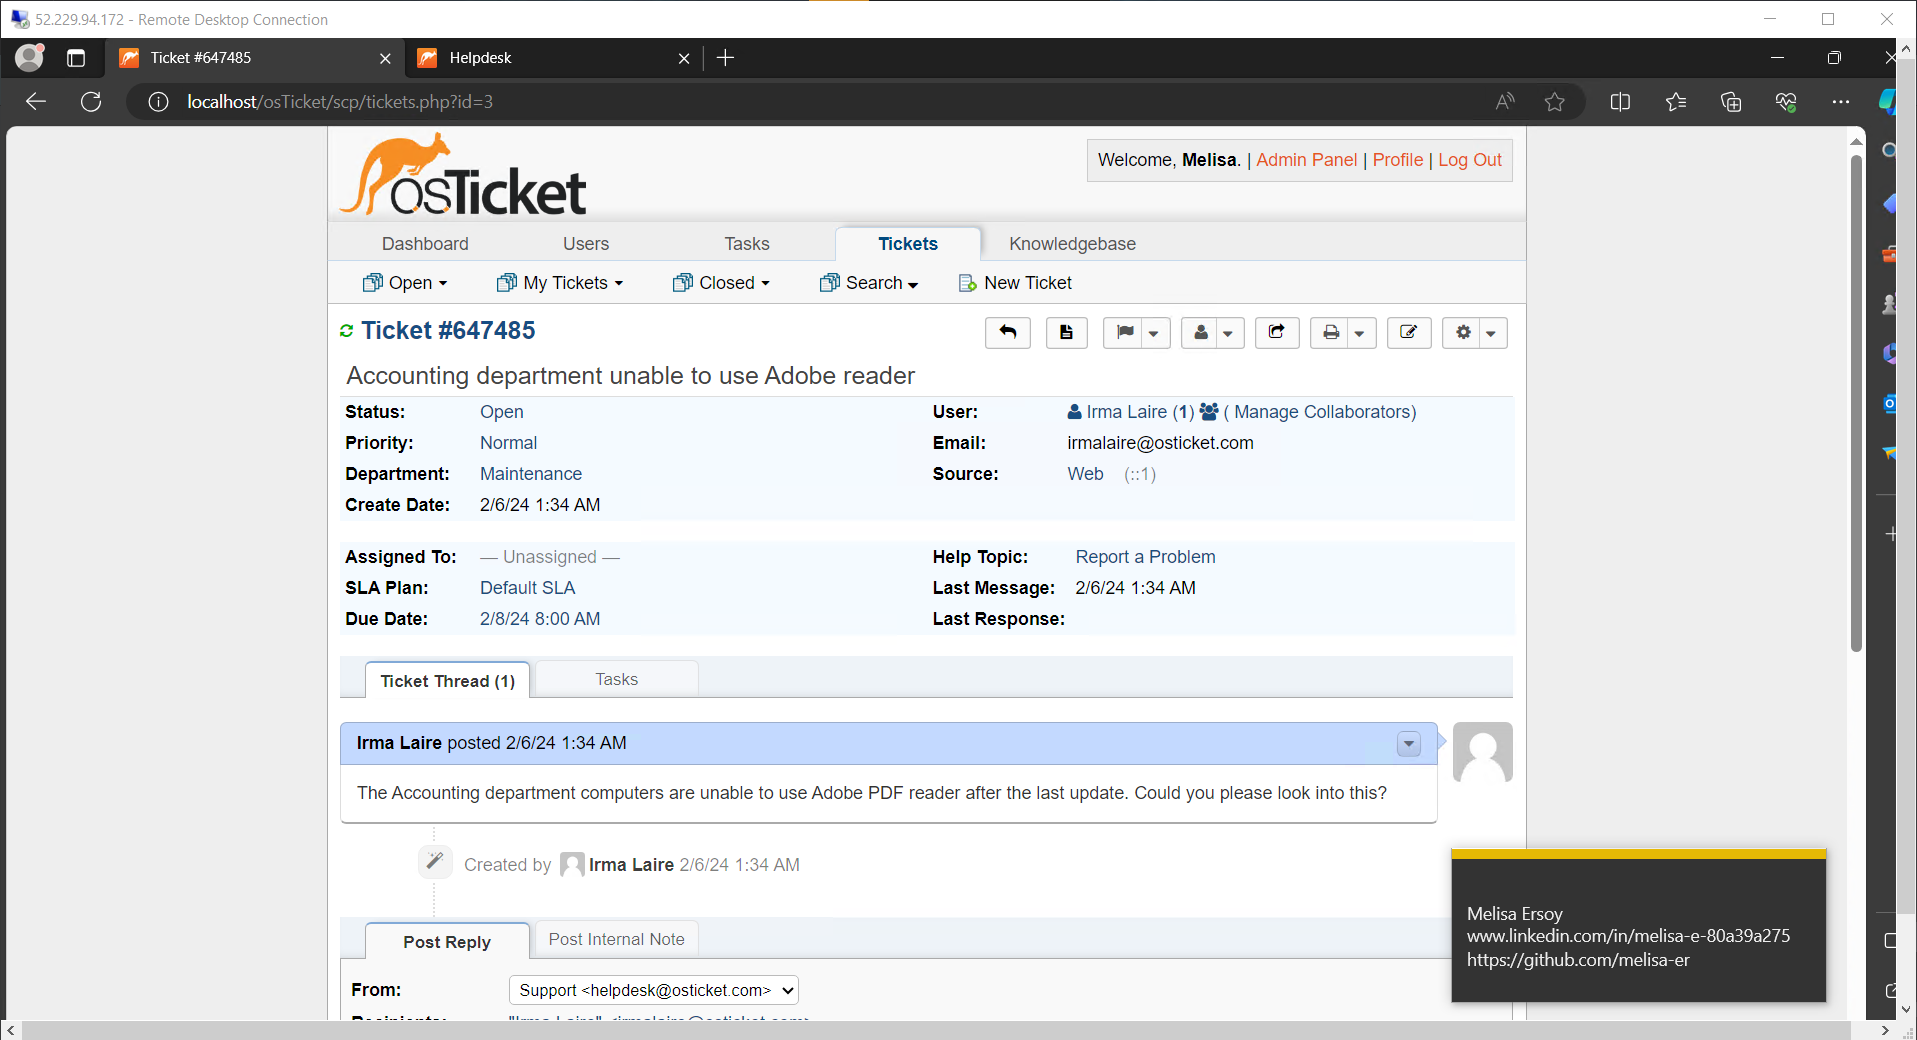 52.229.94.172 - Remote Desktop Connection
Ticket #647485
Helpdesk
localhost/osTicket/scp/tickets.php?id=3
osTicket
Welcome, Melisa. | Admin Panel | Profile | Log Out
Dashboard Users Tasks Tickets Knowledgebase
Open My Tickets Closed Search New Ticket
Ticket #647485
Accounting department unable to use Adobe reader
Status: Open User: Irma Laire (1) ( Manage Collaborators)
Priority: Normal Email: irmalaire@osticket.com
Department: Maintenance Source: Web (::1)
Create Date: 2/6/24 1:34 AM
Assigned To: — Unassigned — Help Topic: Report a Problem
SLA Plan: Default SLA Last Message: 2/6/24 1:34 AM
Due Date: 2/8/24 8:00 AM Last Response:
Ticket Thread (1) Tasks
Irma Laire posted 2/6/24 1:34 AM
The Accounting department computers are unable to use Adobe PDF reader after the last update. Could you please look into this?
Created by Irma Laire 2/6/24 1:34 AM
Post Reply Post Internal Note
From: Support <helpdesk@osticket.com>
Melisa Ersoy
www.linkedin.com/in/melisa-e-80a39a275
https://github.com/melisa-er